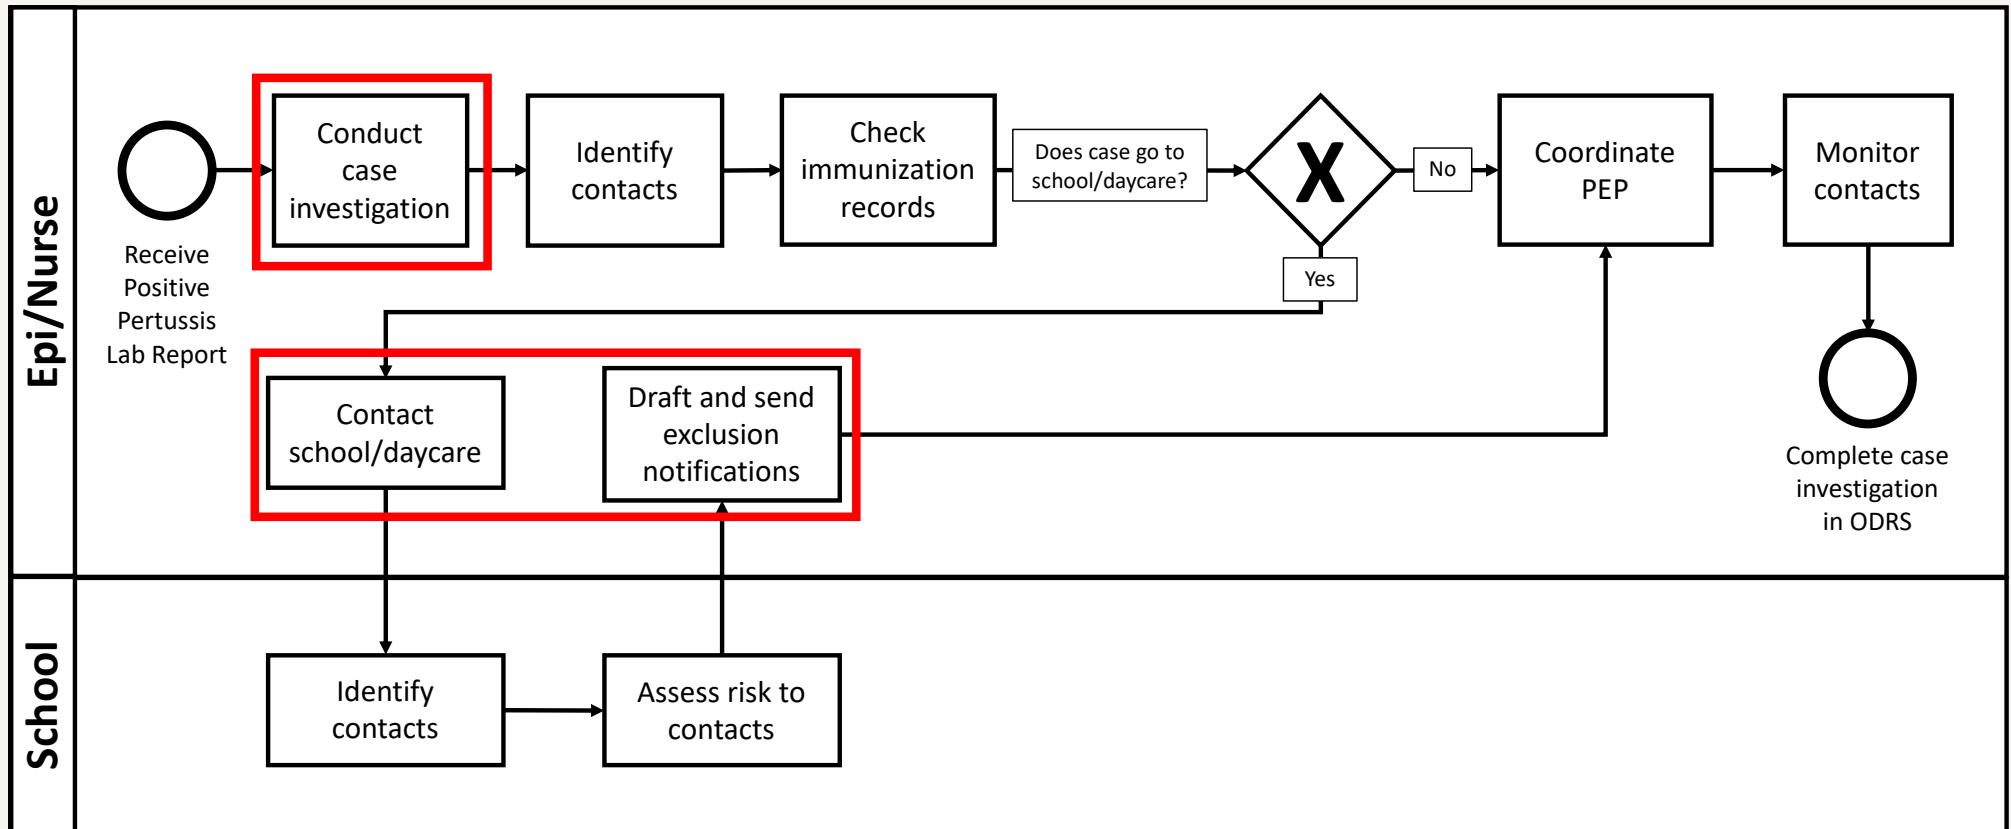 Epi/Nurse
Receive
Positive
Pertussis
Lab Report
Conduct
case
investigation
Identify
contacts
Check
immunization
records
Does case go to
school/daycare?
X
No
Yes
Coordinate
PEP
Monitor
contacts
Complete case
investigation
in ODRS
Contact
school/daycare
Draft and send
exclusion
notifications
School
Identify
contacts
Assess risk to
contacts